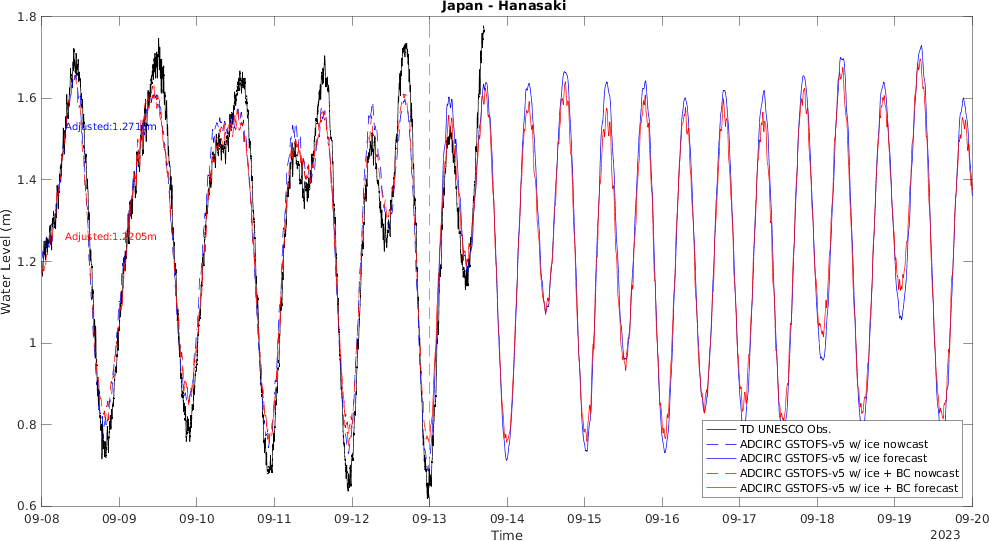 Japan - Hanasaki
1.8
1.6
1.4
1.2
1
0.8
0.6
Water Level (m)
Adjusted:1.2205m
TD UNESCO Obs.
ADCIRC GSTOFS-v5 w/ ice nowcast
ADCIRC GSTOFS-v5 w/ ice forecast
ADCIRC GSTOFS-v5 w/ ice + BC nowcast
ADCIRC GSTOFS-v5 w/ ice + BC forecast
09-08 09-09 09-10 09-11 09-12 09-13 09-14 09-15 09-16 09-17 09-18 09-19 09-20
Time
2023